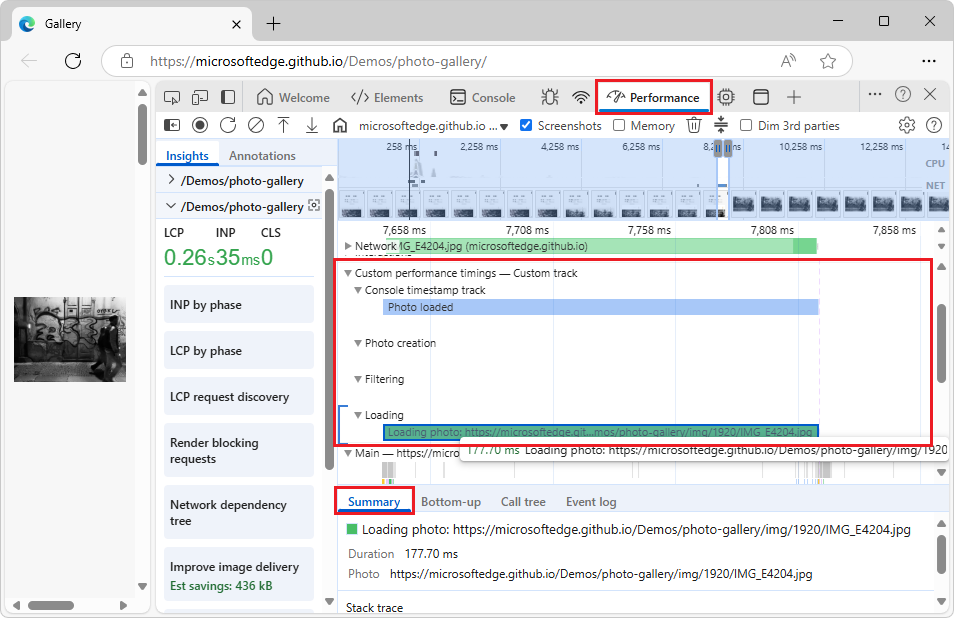 Gallery
https://microsoftedge.github.io/Demos/photo-gallery/
Welcome
Elements
Console
Performance
microsoftedge.github.io ...
Screenshots
Memory
Dim 3rd parties
Insights
Annotations
258 ms
2,258 ms
4,258 ms
6,258 ms
10,258 ms
12,258 ms
CPU
NET
/Demos/photo-gallery
/Demos/photo-gallery
LCP INP CLS
0.26s 35ms 0
INP by phase
LCP by phase
LCP request discovery
Render blocking
requests
Network dependency
tree
Improve image delivery
Est savings: 436 kB
7,658 ms
7,708 ms
7,758 ms
7,808 ms
7,858 ms
Network IG_E4204.jpg (microsoftedge.github.io)
Custom performance timings — Custom track
Console timestamp track
Photo loaded
Photo creation
Filtering
Loading
Loading photo: https://microsoftedge.git...mos/photo-gallery/img/1920/IMG_E4204.jpg
177.70 ms Loading photo: https://microsoftedge.github.io/Demos/photo-gallery/img/1920
Main — https://micro
Summary
Bottom-up
Call tree
Event log
Loading photo: https://microsoftedge.github.io/Demos/photo-gallery/img/1920/IMG_E4204.jpg
Duration 177.70 ms
Photo https://microsoftedge.github.io/Demos/photo-gallery/img/1920/IMG_E4204.jpg
Stack trace